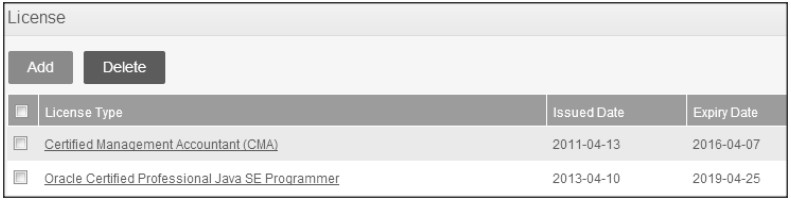 License
Add Delete
License Type Issued Date Expiry Date
Certified Management Accountant (CMA) 2011-04-13 2016-04-07
Oracle Certified Professional Java SE Programmer 2013-04-10 2019-04-25